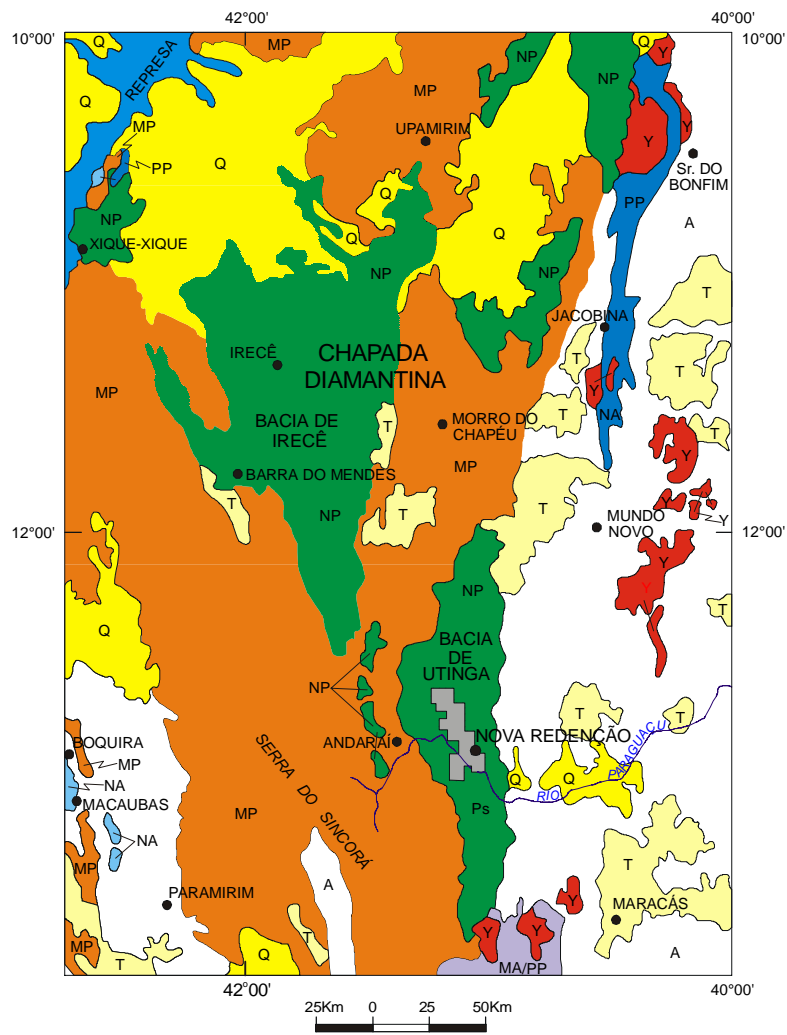 42°00'
40°00'
10°00'
10°00'
Q
MP
Q
Y
REPRESA
NP
NP
MP
Q
Y
Y
MP
UPAMIRIM
Q
PP
Sr. DO
BONFIM
Q
PP
NP
A
Q
Q
XIQUE-XIQUE
NP
NP
T
JACOBINA
IRECÊ
CHAPADA
DIAMANTINA
T
T
MP
Y
BACIA DE
IRECÊ
T
MORRO DO
CHAPÉU
T
NA
T
MP
Y
BARRA DO MENDES
T
NP
T
T
Y
Y
MUNDO
NOVO
12°00'
12°00'
Y
NP
Y
T
Q
BACIA
DE
UTINGA
NP
T
T
ANDARAÍ
NOVA REDENÇÃO
BOQUIRA
MP
NA
MACAUBAS
SERRA DO SINCORÁ
Q
Q
RIO
PARAGUAÇU
MP
Ps
NA
MP
T
A
PARAMIRIM
Y
MARACÁS
T
Y
Y
MP
T
Q
MA/PP
A
42°00'
40°00'
25Km
0
25
50Km